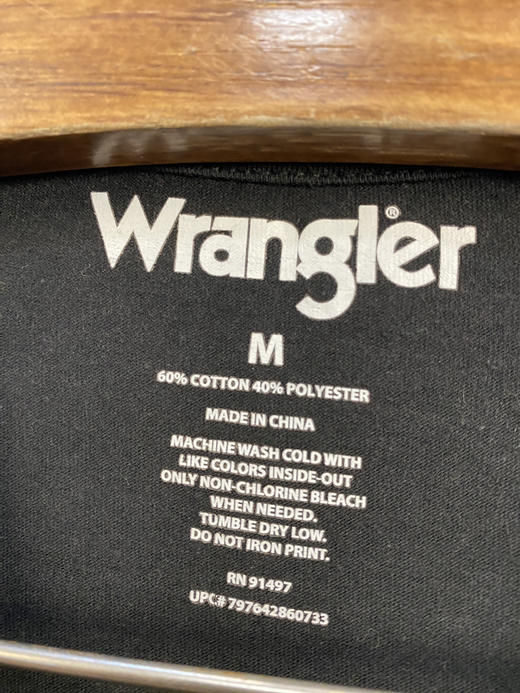 Wrangler®
M
60% COTTON 40% POLYESTER
MADE IN CHINA
MACHINE WASH COLD WITH
LIKE COLORS INSIDE-OUT
ONLY NON-CHLORINE BLEACH
WHEN NEEDED.
TUMBLE DRY LOW.
DO NOT IRON PRINT.
RN 91497
UPC# 797642860733